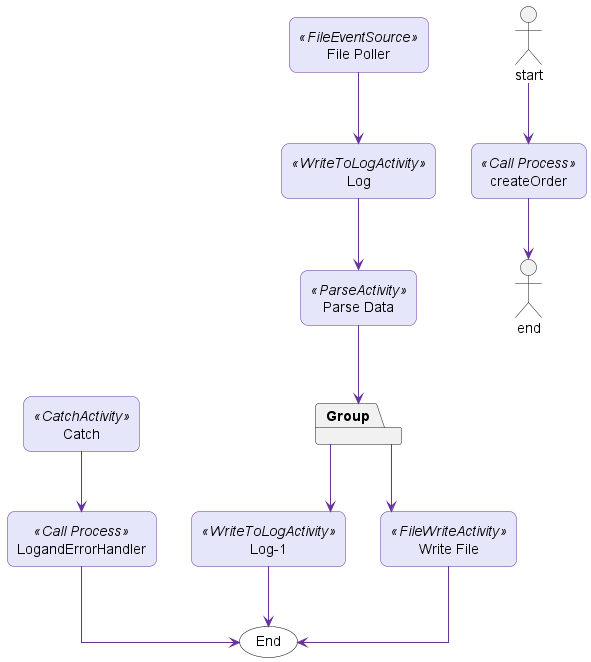 «FileEventSource»
File Poller
start
«WriteToLogActivity»
Log
«Call Process»
createOrder
«ParseActivity»
Parse Data
end
Group
«CatchActivity»
Catch
«Call Process»
LogandErrorHandler
«WriteToLogActivity»
Log-1
«FileWriteActivity»
Write File
End